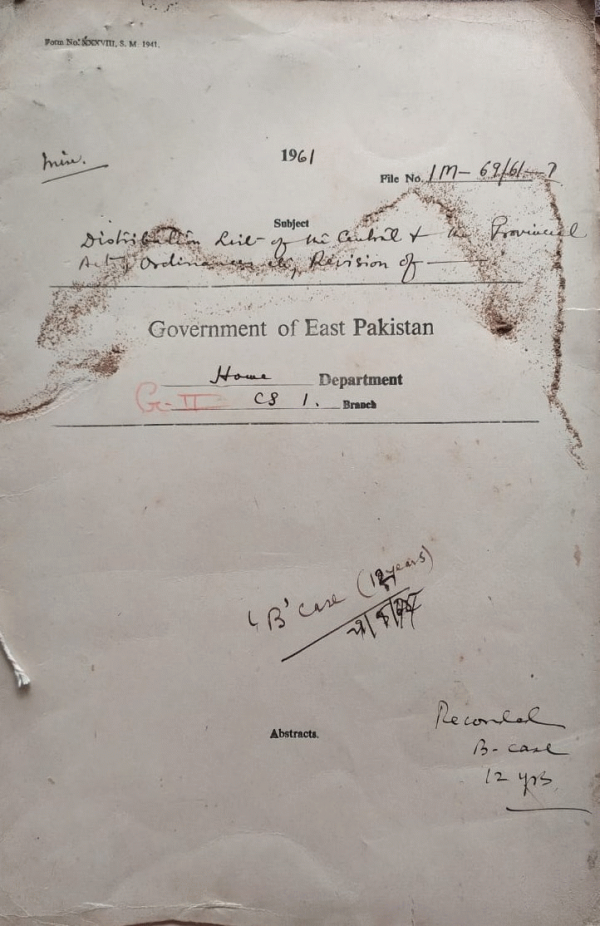 Form No. XXXVIII, S. M 1941.
1961
Misc.
File No. 1M- 69/61
Subject
Distribution List of the Central & the Provincial
Acts, Ordinances etc, Revision of
Government of East Pakistan
Home Department
G-II CS 1. Branch
'B' Case (12 years)
Recorded
Abstracts.
B- case
12 yrs